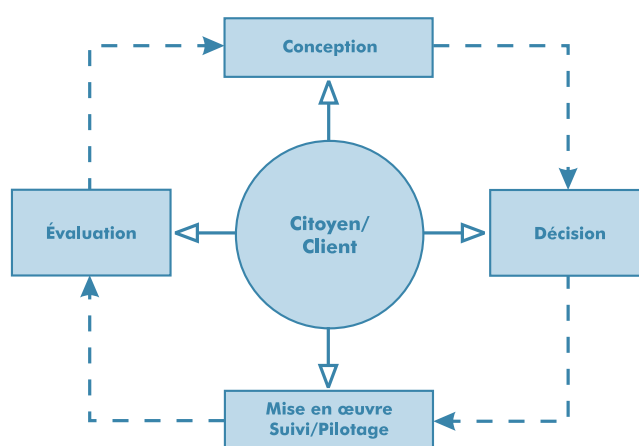 Conception
Évaluation
Citoyen/
Client
Décision
Mise en œuvre
Suivi/Pilotage